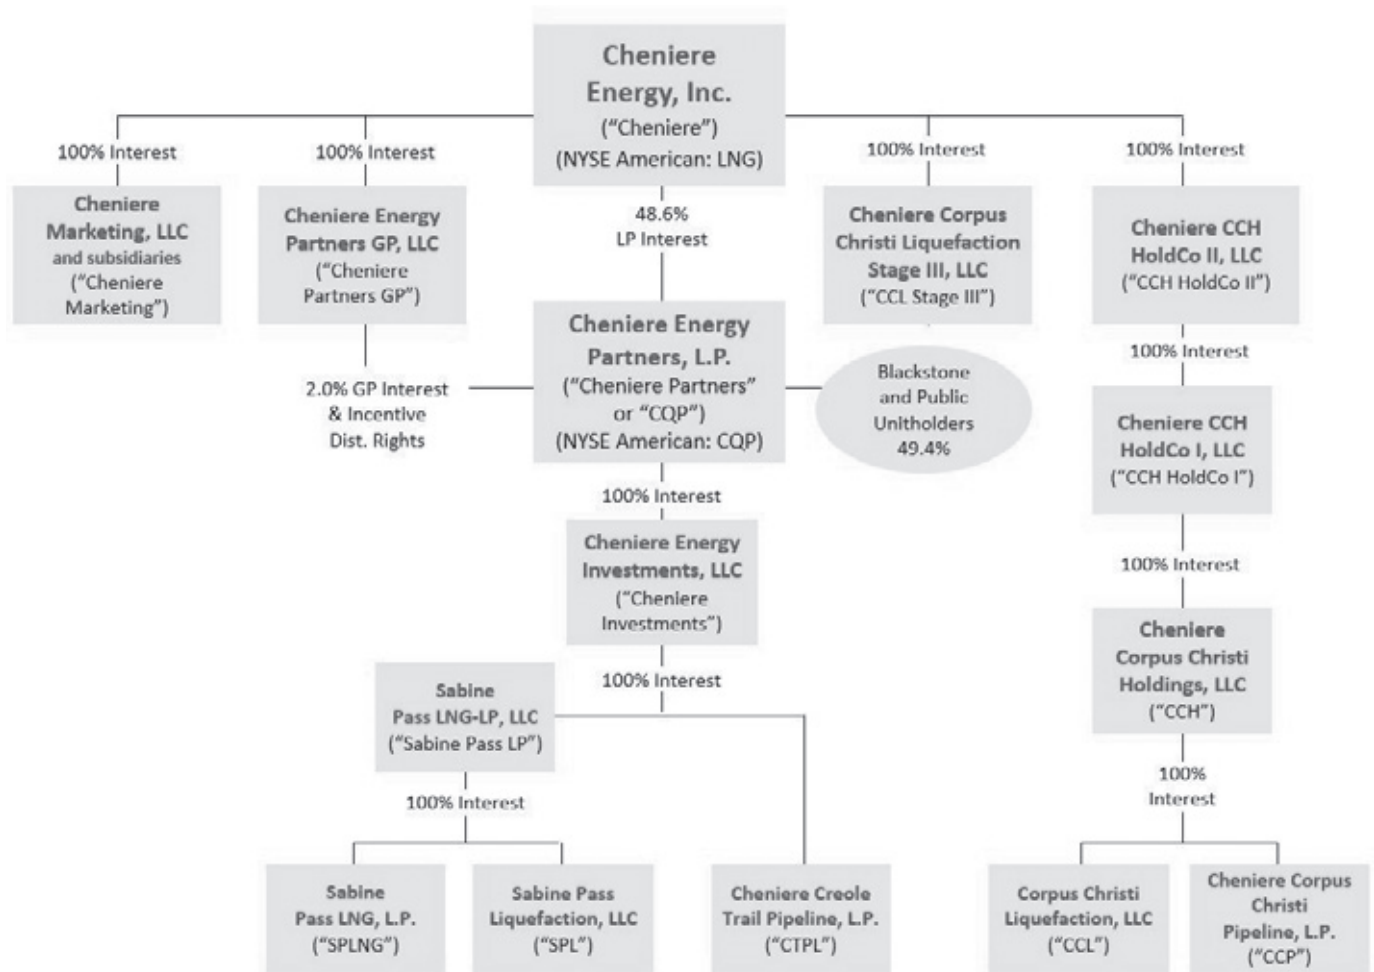 Cheniere
Energy, Inc.
(“Cheniere”)
(NYSE American: LNG)
100% Interest
100% Interest
100% Interest
100% Interest
Cheniere
Marketing, LLC
and subsidiaries
(“Cheniere
Marketing”)
Cheniere Energy
Partners GP, LLC
(“Cheniere
Partners GP”)
48.6%
LP Interest
Cheniere Corpus
Christi Liquefaction
Stage III, LLC
(“CCL Stage III”)
Cheniere CCH
HoldCo II, LLC
(“CCH HoldCo II”)
2.0% GP Interest
& Incentive
Dist. Rights
Cheniere Energy
Partners, L.P.
(“Cheniere Partners”
or “CQP”)
(NYSE American: CQP)
Blackstone
and Public
Unitholders
49.4%
100% Interest
Cheniere CCH
HoldCo I, LLC
(“CCH HoldCo I”)
100% Interest
Cheniere Energy
Investments, LLC
(“Cheniere
Investments”)
100% Interest
Cheniere
Corpus Christi
Holdings, LLC
(“CCH”)
100% Interest
Sabine
Pass LNG-LP, LLC
(“Sabine Pass LP”)
100% Interest
100%
Interest
Sabine
Pass LNG, L.P.
(“SPLNG”)
Sabine Pass
Liquefaction, LLC
(“SPL”)
Cheniere Creole
Trail Pipeline, L.P.
(“CTPL”)
Corpus Christi
Liquefaction, LLC
(“CCL”)
Cheniere Corpus
Christi
Pipeline, L.P.
(“CCP”)